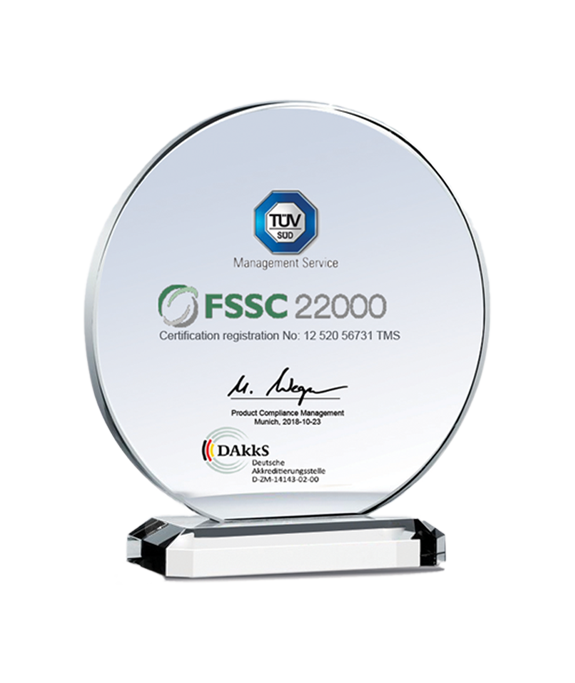 TÜV
SÜD
Management Service
FSSC 22000
Certification registration No: 12 520 56731 TMS
M. Wegner
Product Compliance Management
Munich, 2018-10-23
DAkkS
Deutsche
Akkreditierungsstelle
D-ZM-14143-02-00